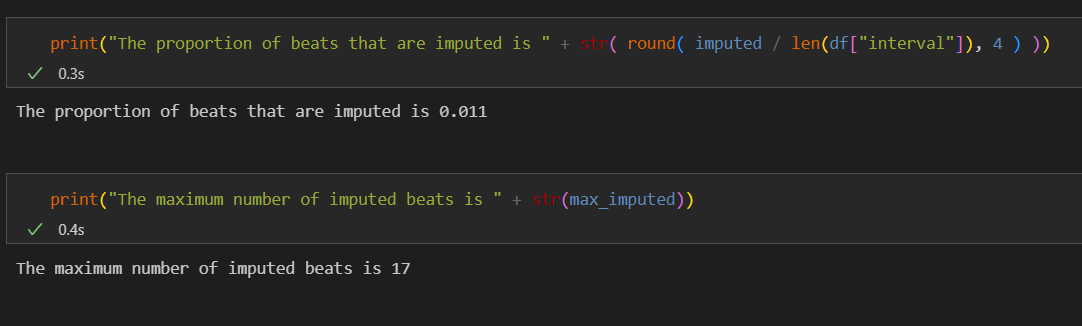 print("The proportion of beats that are imputed is " + str( round( imputed / len(df["interval"]), 4 ) ))
✓ 0.3s
The proportion of beats that are imputed is 0.011
print("The maximum number of imputed beats is " + str(max_imputed))
✓ 0.4s
The maximum number of imputed beats is 17